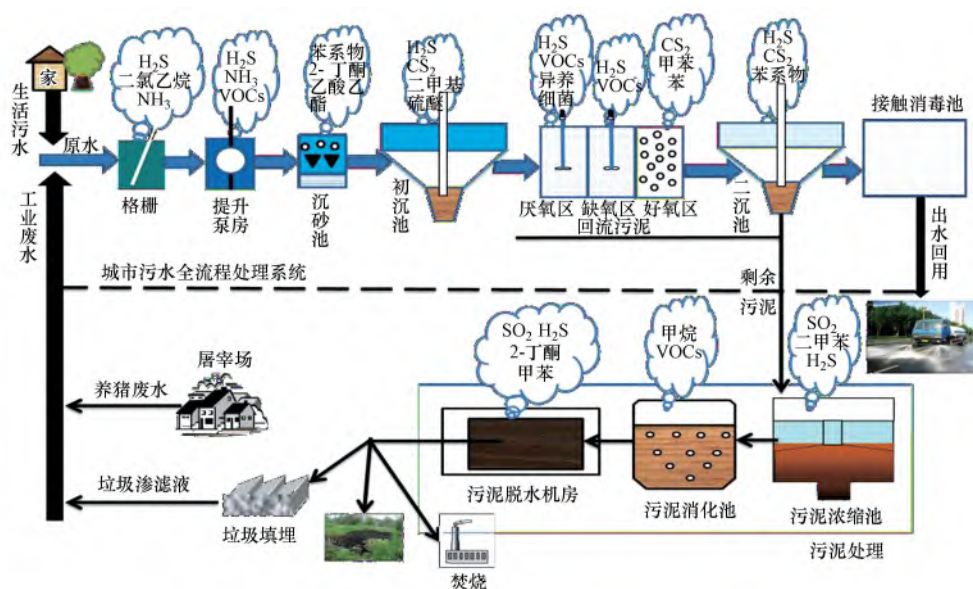 H₂S
二氯乙烷
NH₃
H₂S
NH₃
VOCs
苯系物
2-丁酮
乙酸乙
酯
H₂S
CS₂
二甲基
硫醚
H₂S
VOCs
异养
细菌
H₂S
VOCs
CS₂
甲苯
苯
H₂S
CS₂
苯系物
家
生活污水
原水
格栅
提升
泵房
沉砂池
初沉池
厌氧区
缺氧区
好氧区
回流污泥
二沉池
接触消毒池
出水回用
工业废水
城市污水全流程处理系统
剩余
污泥
SO₂ H₂S
2-丁酮
甲苯
甲烷
VOCs
SO₂
二甲苯
H₂S
屠宰场
养猪废水
垃圾渗滤液
垃圾填埋
焚烧
污泥脱水机房
污泥消化池
污泥浓缩池
污泥处理